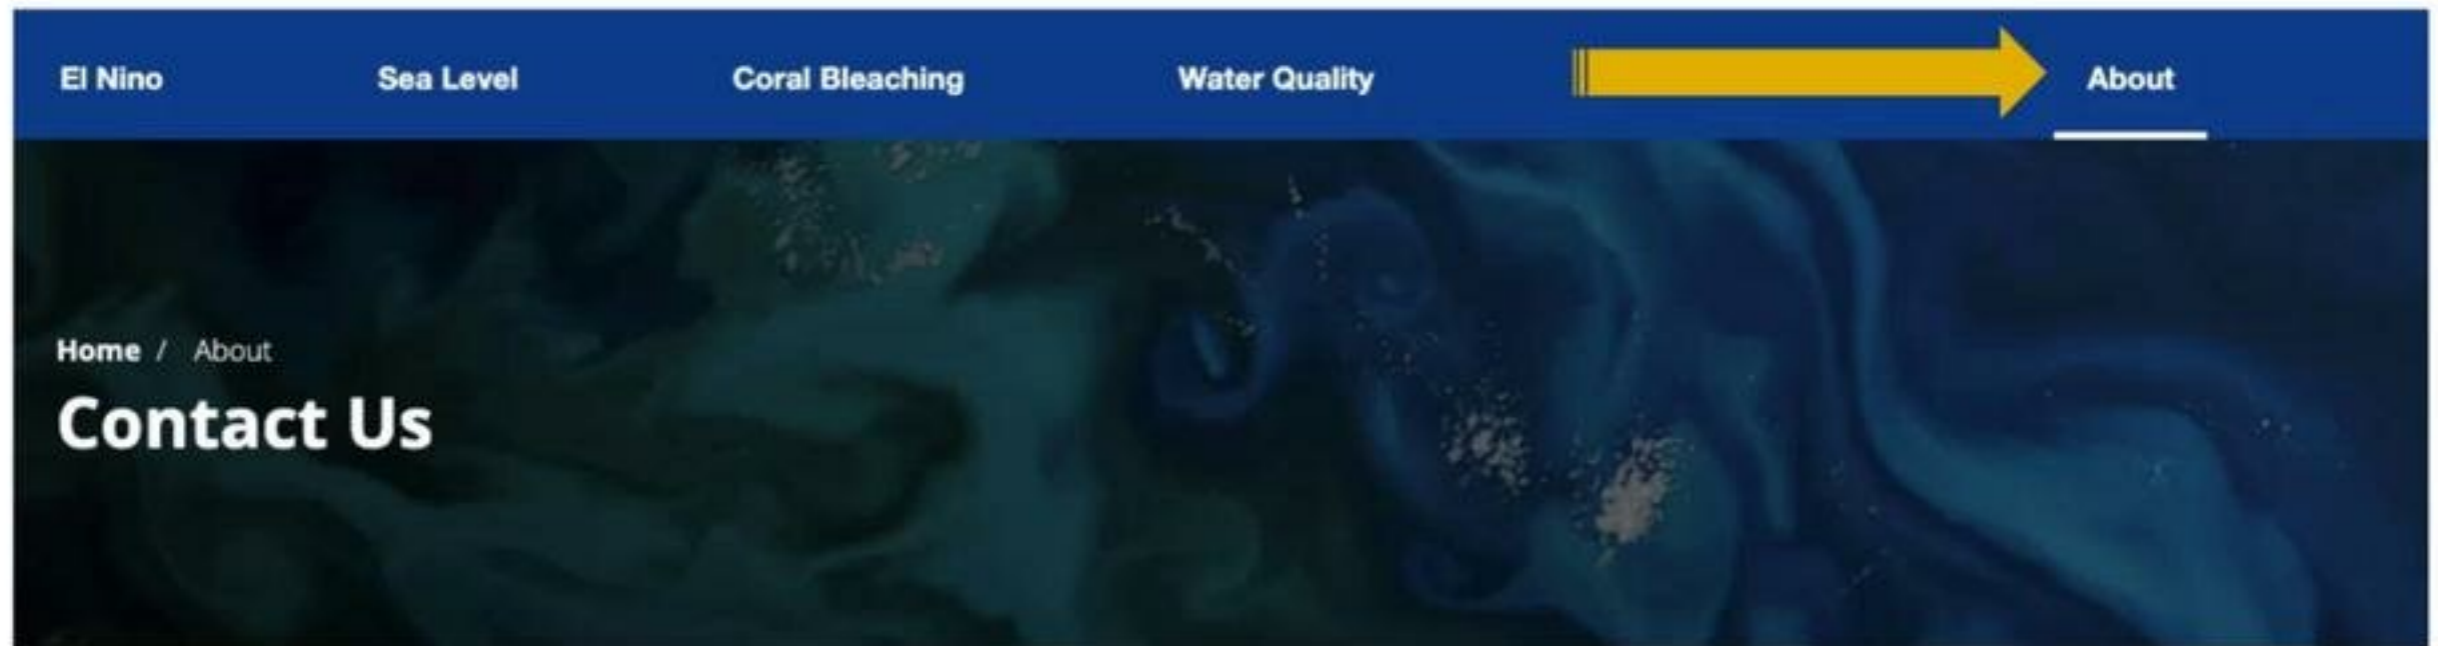 El Nino Sea Level Coral Bleaching Water Quality About
Home / About
Contact Us